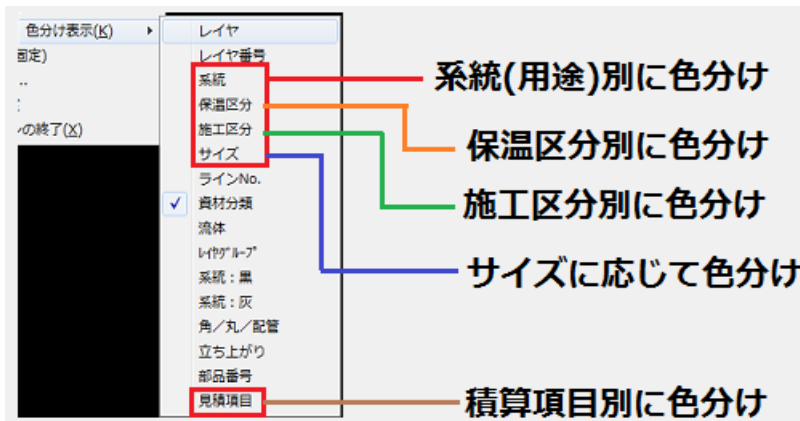 色分け表示(K)
固定)
..
:
ンの終了(X)
レイヤ
レイヤ番号
系統
保温区分
施工区分
サイズ
ラインNo.
資材分類
流体
ﾚｲﾔｸﾞﾙｰﾌﾟ
系統：黒
系統：灰
角／丸／配管
立ち上がり
部品番号
見積項目
系統(用途)別に色分け
保温区分別に色分け
施工区分別に色分け
サイズに応じて色分け
積算項目別に色分け